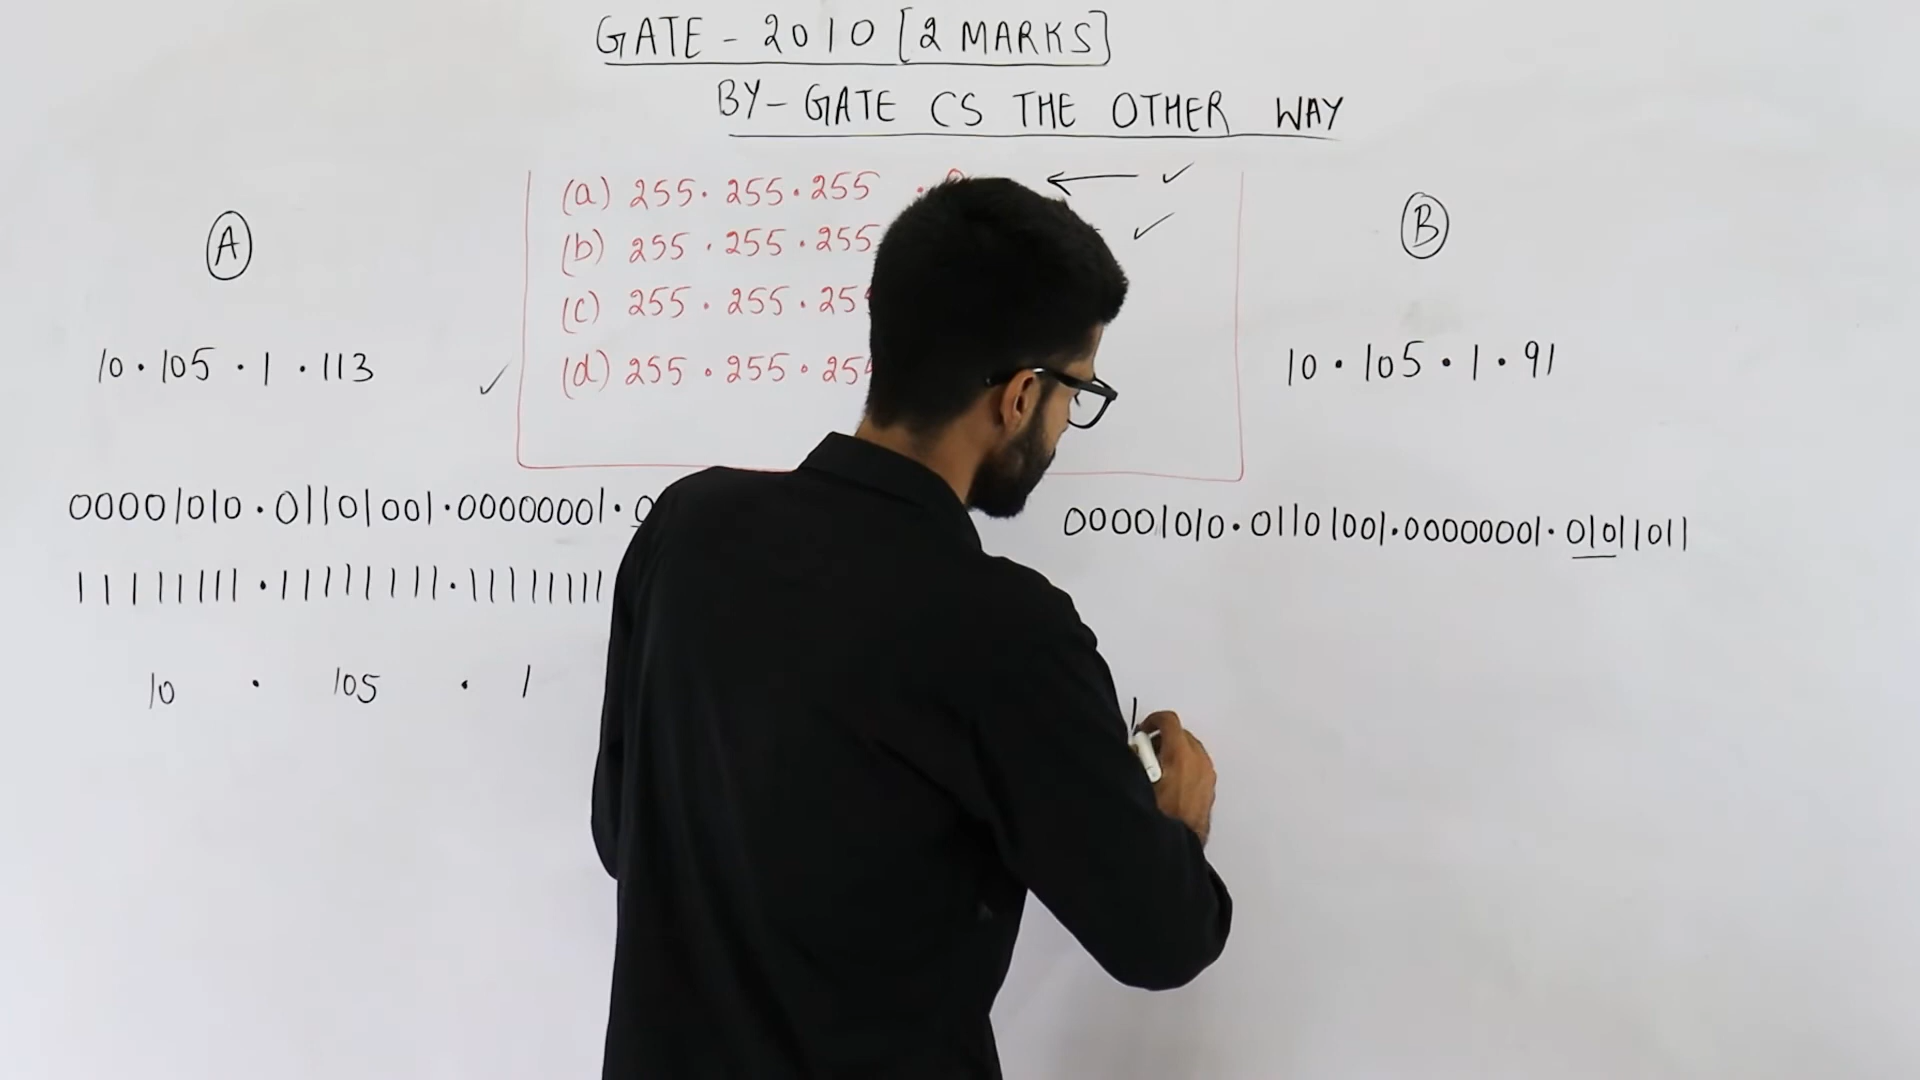 GATE - 2010 [2 MARKS]
BY- GATE CS THE OTHER WAY
(a) 255.255.255
(b) 255.255.255
(c) 255.255.25
(d) 255.255.25
A
B
10.105.1.113
10.105.1.91
00001010.01101001.00000001.0
00001010.01101001.00000001.01011011
11111111.11111111.11111111
10 . 105 . 1